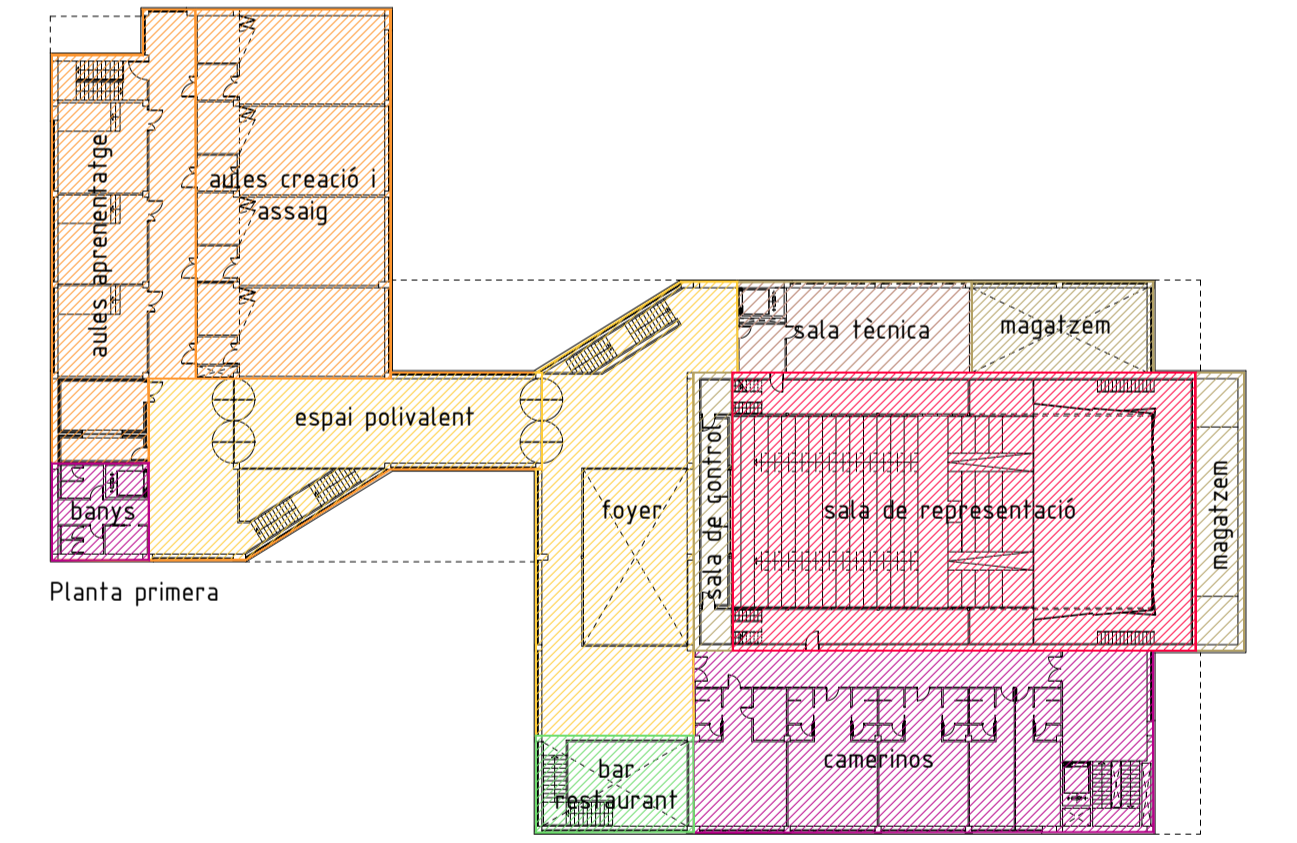 aules aprenentatge
aules creació i
assaig
sala tècnica
magatzem
espai polivalent
banys
foyer
sala de control
sala de representació
magatzem
Planta primera
camerinos
bar
restaurant